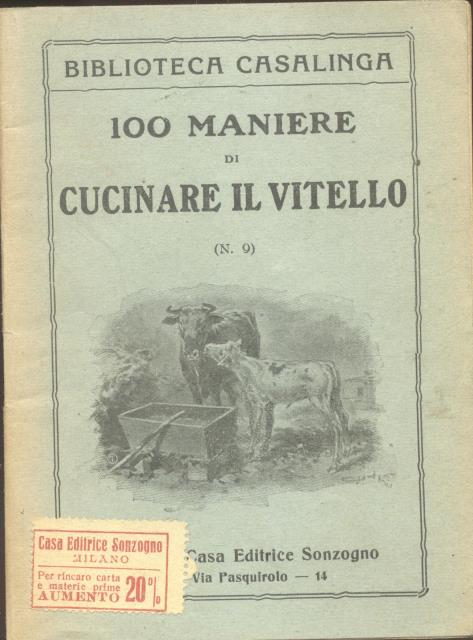 BIBLIOTECA CASALINGA
100 MANIERE
DI
CUCINARE IL VITELLO
(N. 9)
Casa Editrice Sonzogno
Via Pasquirolo — 14
Casa Editrice Sonzogno
MILANO
Per rincaro carta
e materie prime
AUMENTO 20%